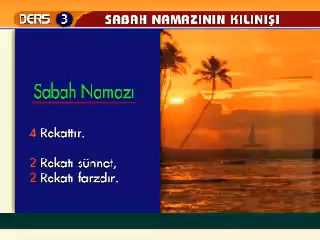 DERS 3 SABAH NAMAZININ KILINIŞI
Sabah Namazı
4 Rekattır.
2 Rekatı sünnet,
2 Rekatı farzdır.